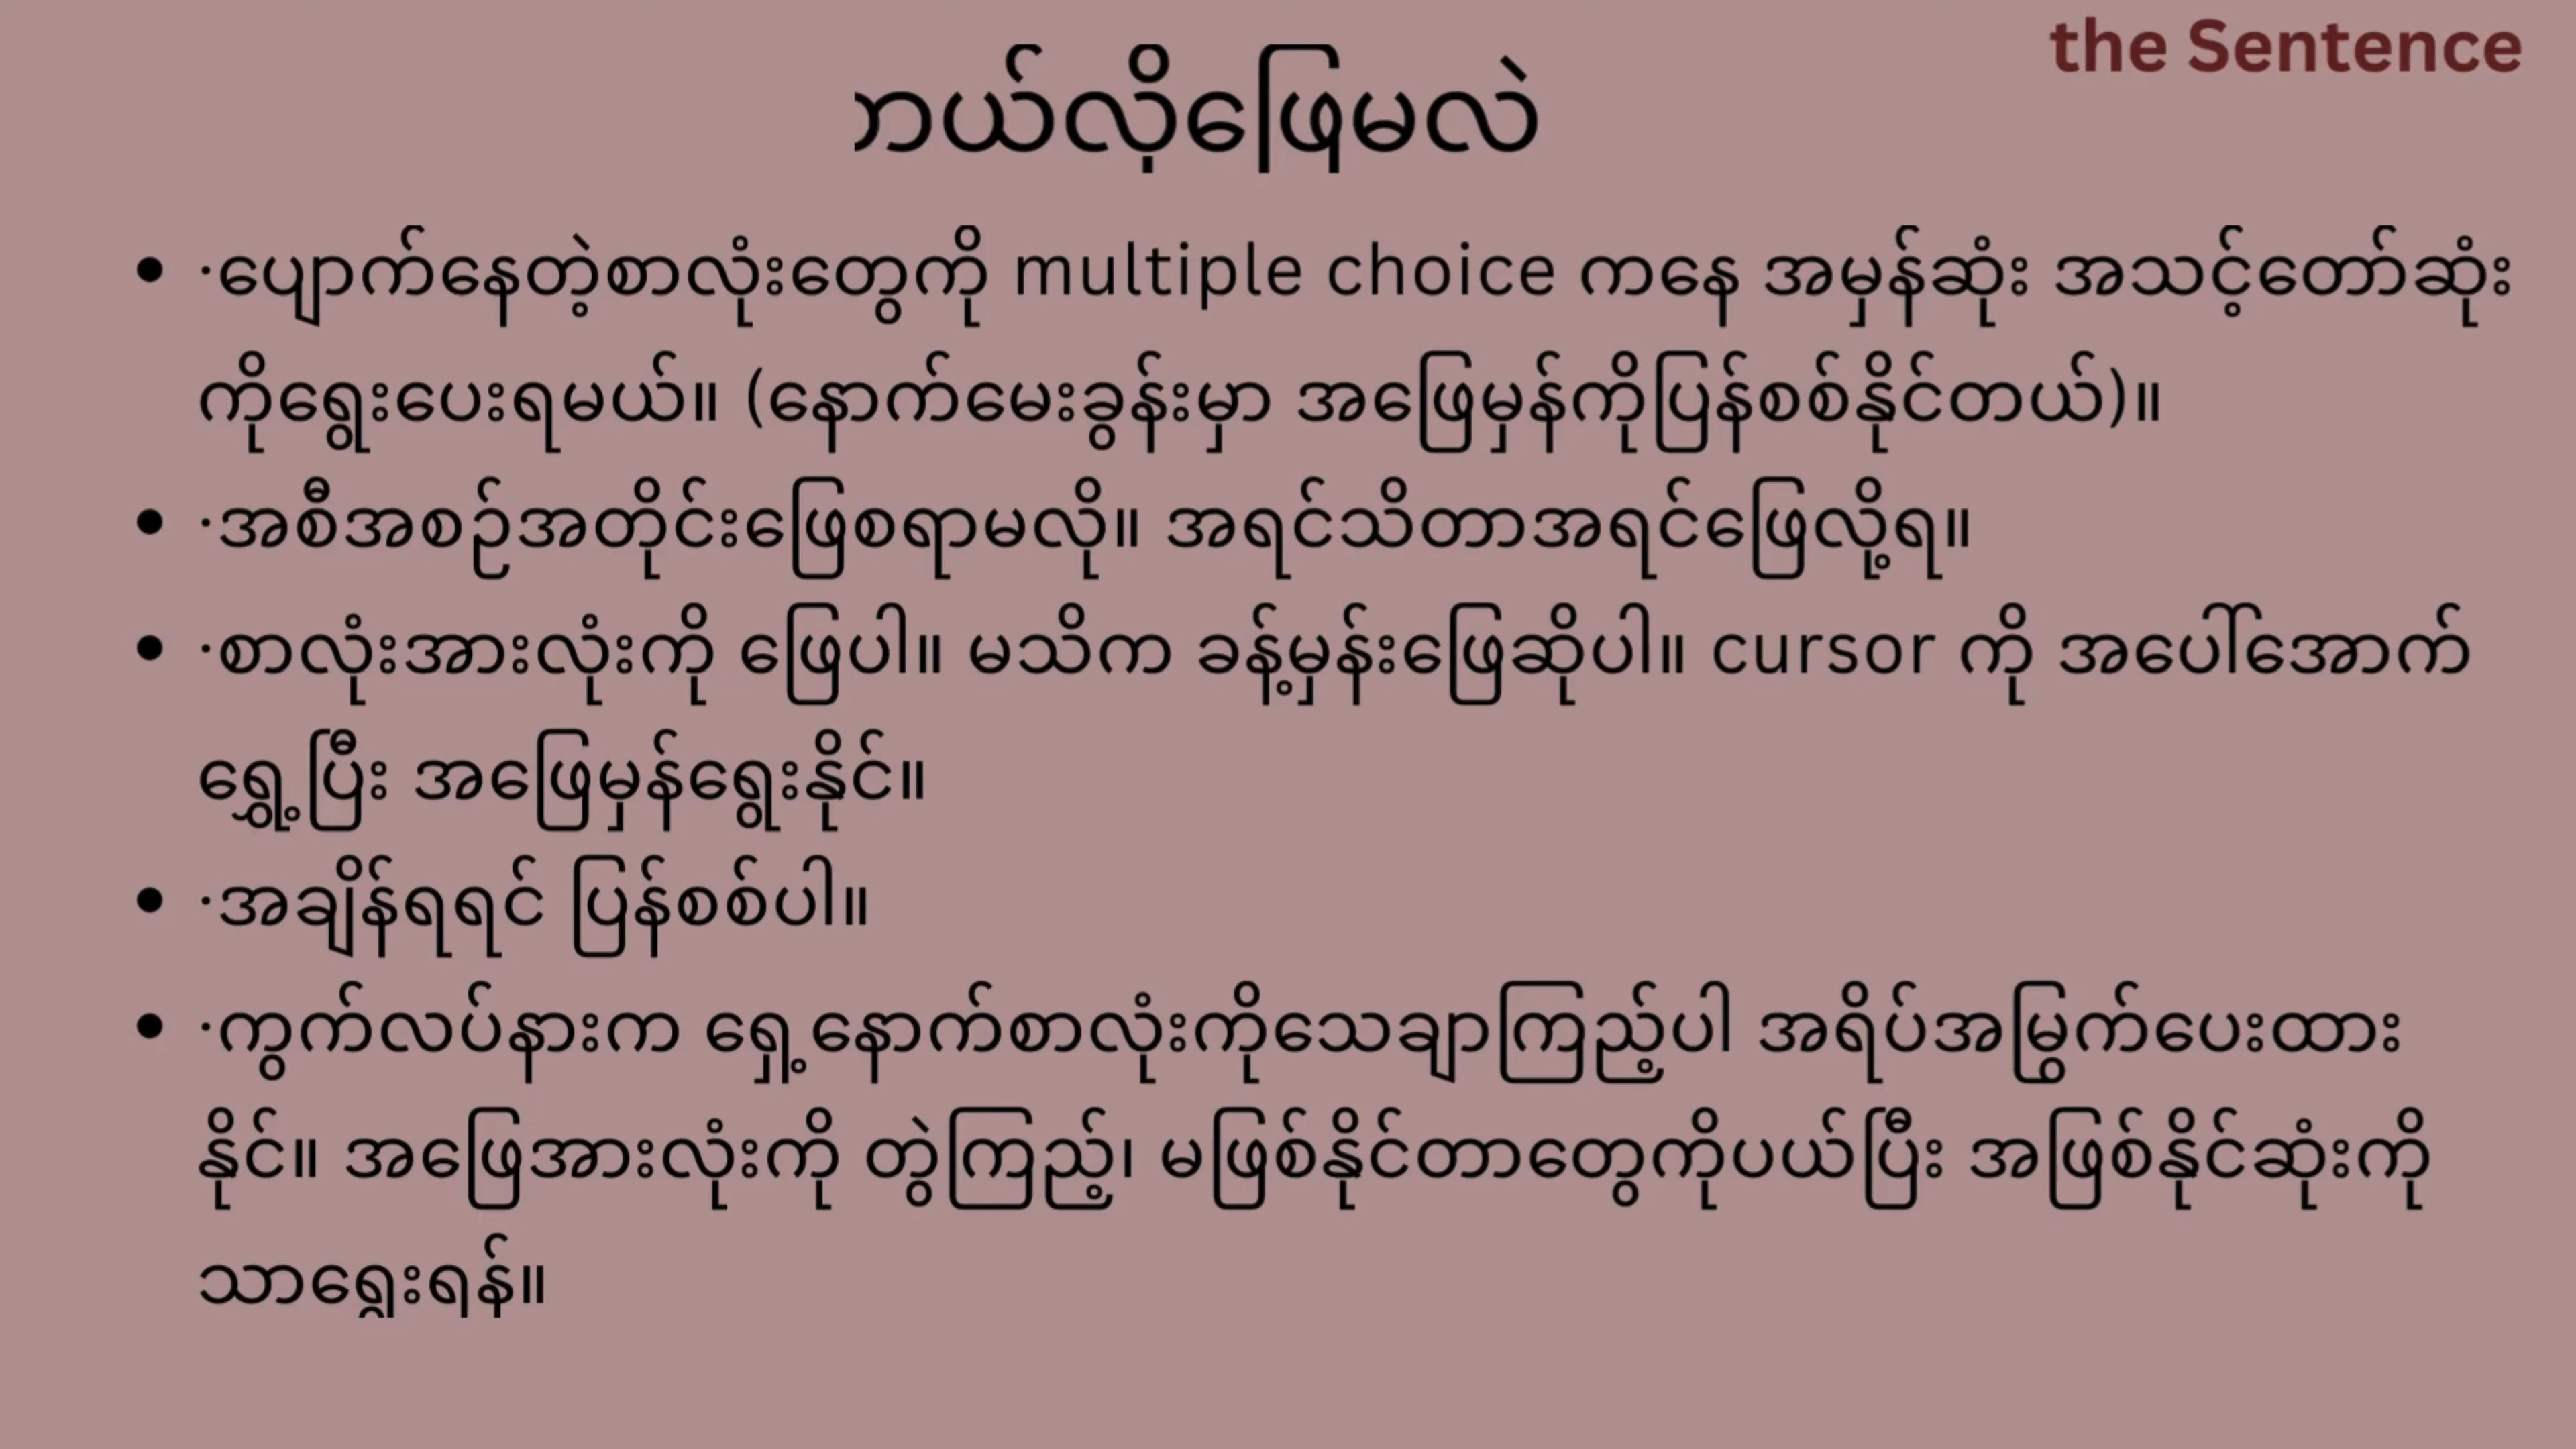 the Sentence
ဘယ်လိုဖြေမလဲ
• ·ပျောက်နေတဲ့စာလုံးတွေကို multiple choice ကနေ အမှန်ဆုံး အသင့်တော်ဆုံး
ကိုရွေးပေးရမယ်။ (နောက်မေးခွန်းမှာ အဖြေမှန်ကိုပြန်စစ်နိုင်တယ်)။
• ·အစီအစဉ်အတိုင်းဖြေစရာမလို။ အရင်သိတာအရင်ဖြေလို့ရ။
• ·စာလုံးအားလုံးကို ဖြေပါ။ မသိက ခန့်မှန်းဖြေဆိုပါ။ cursor ကို အပေါ်အောက်
ရွှေ့ပြီး အဖြေမှန်ရွေးနိုင်။
• ·အချိန်ရရင် ပြန်စစ်ပါ။
• ·ကွက်လပ်နားက ရှေ့နောက်စာလုံးကိုသေချာကြည့်ပါ အရိပ်အမြွက်ပေးထား
နိုင်။ အဖြေအားလုံးကို တွဲကြည့်၊ မဖြစ်နိုင်တာတွေကိုပယ်ပြီး အဖြစ်နိုင်ဆုံးကို
သာရွေးရန်။